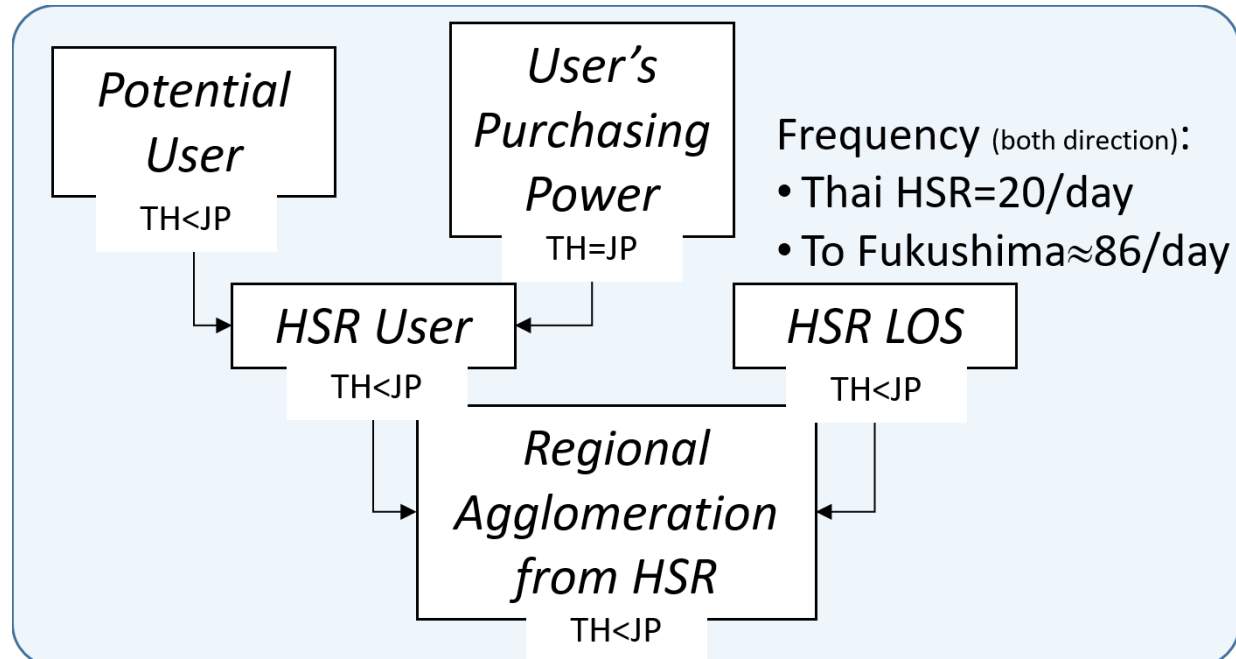 Potential
User
TH<JP
User’s
Purchasing
Power
TH=JP
Frequency (both direction):
• Thai HSR=20/day
• To Fukushima≈86/day
HSR User
TH<JP
HSR LOS
TH<JP
Regional
Agglomeration
from HSR
TH<JP